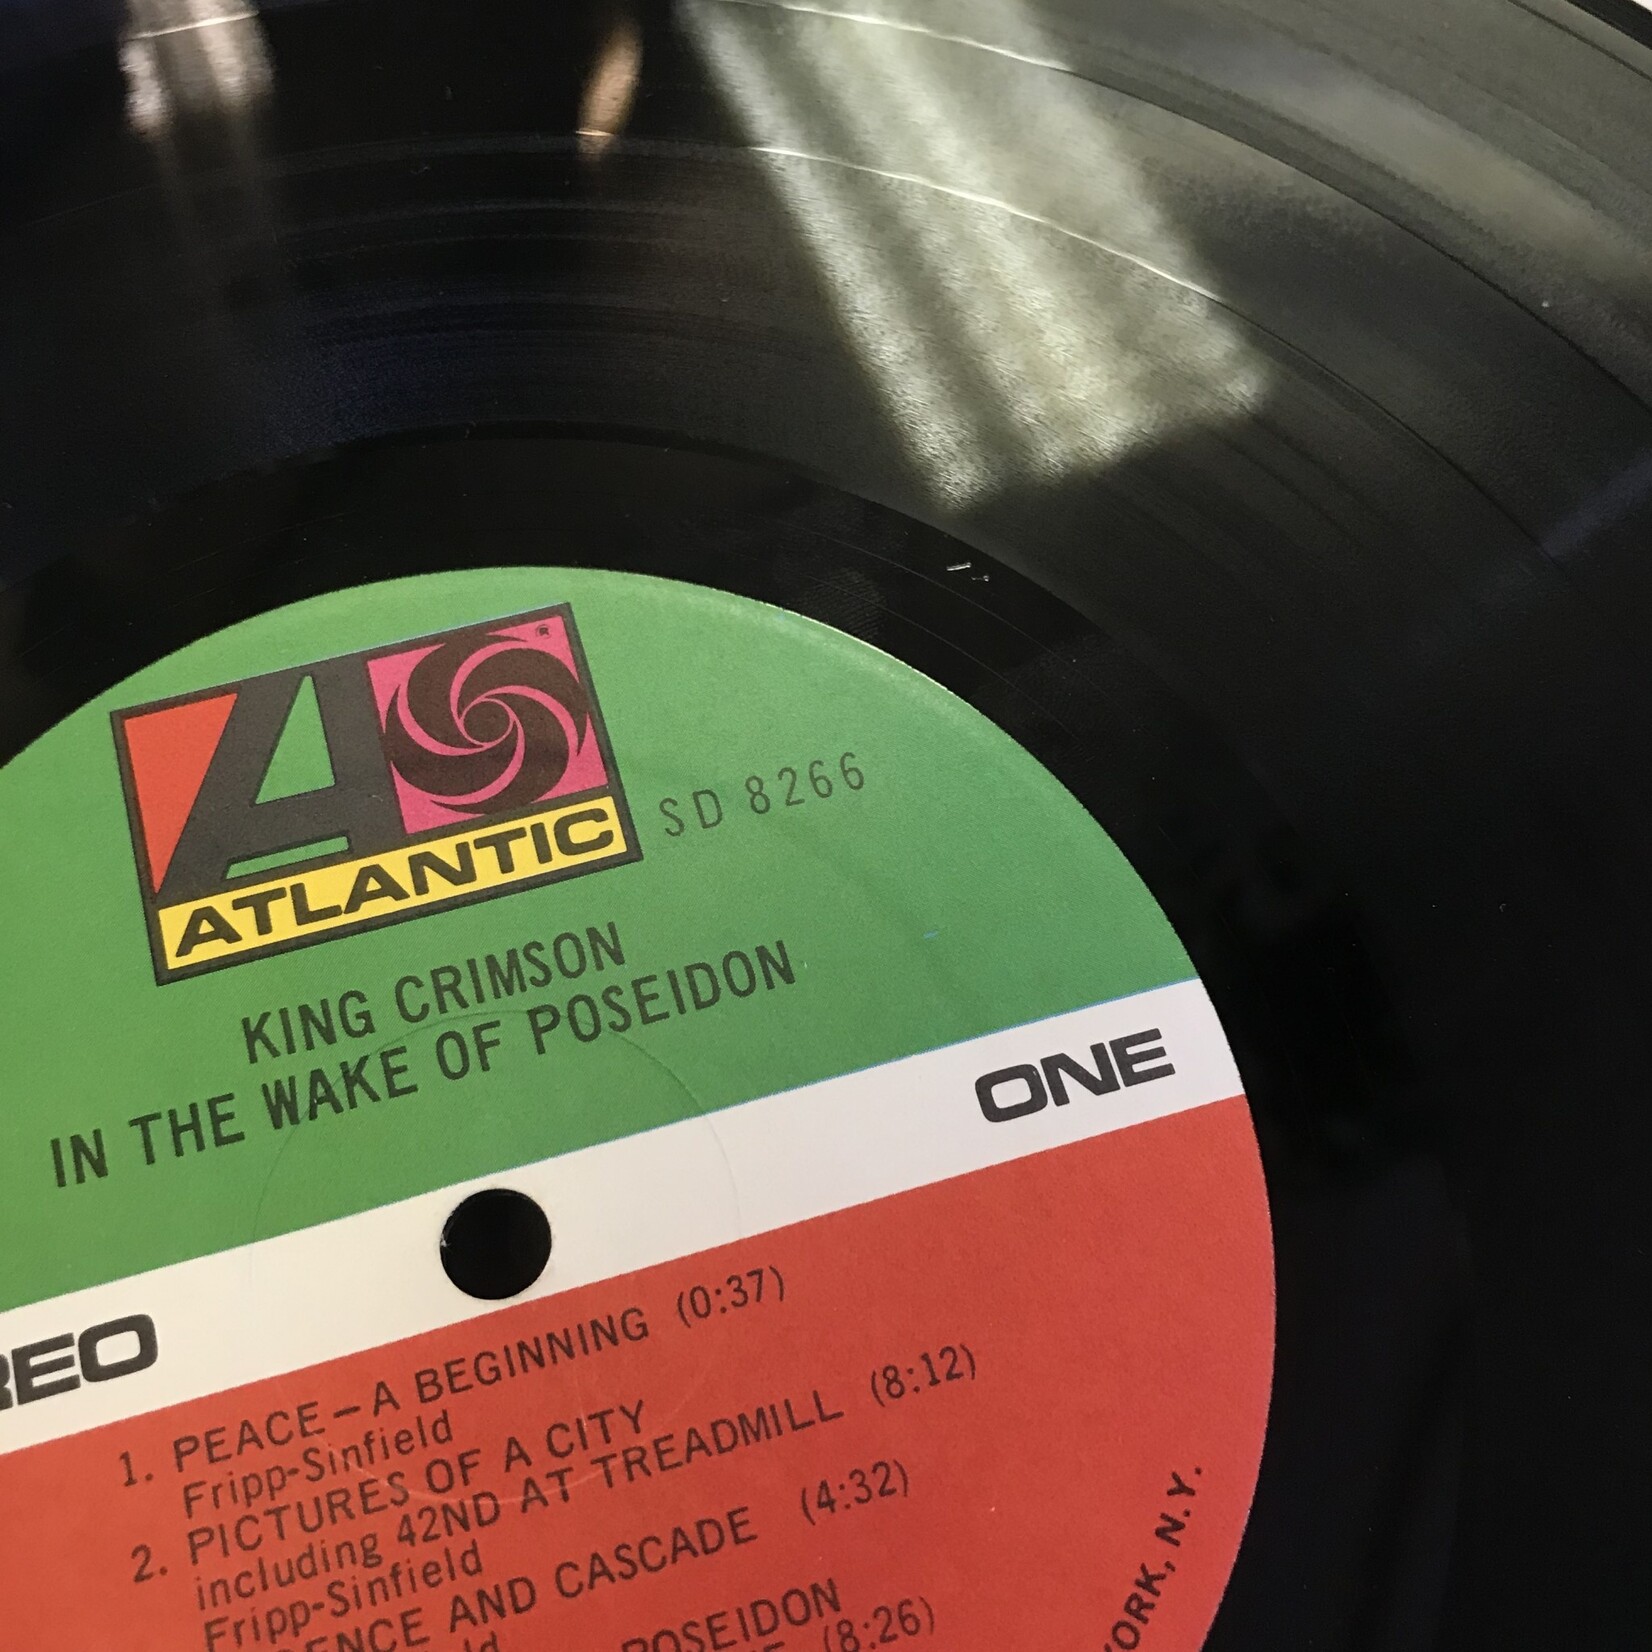 A
®
ATLANTIC
SD 8266
KING CRIMSON
IN THE WAKE OF POSEIDON
ONE
REO
1. PEACE–A BEGINNING (0:37)
Fripp-Sinfield
2. PICTURES OF A CITY
including 42ND AT TREADMILL (8:12)
Fripp-Sinfield
DENCE AND CASCADE (4:32)
POSEIDON
(8:26)
YORK, N.Y.